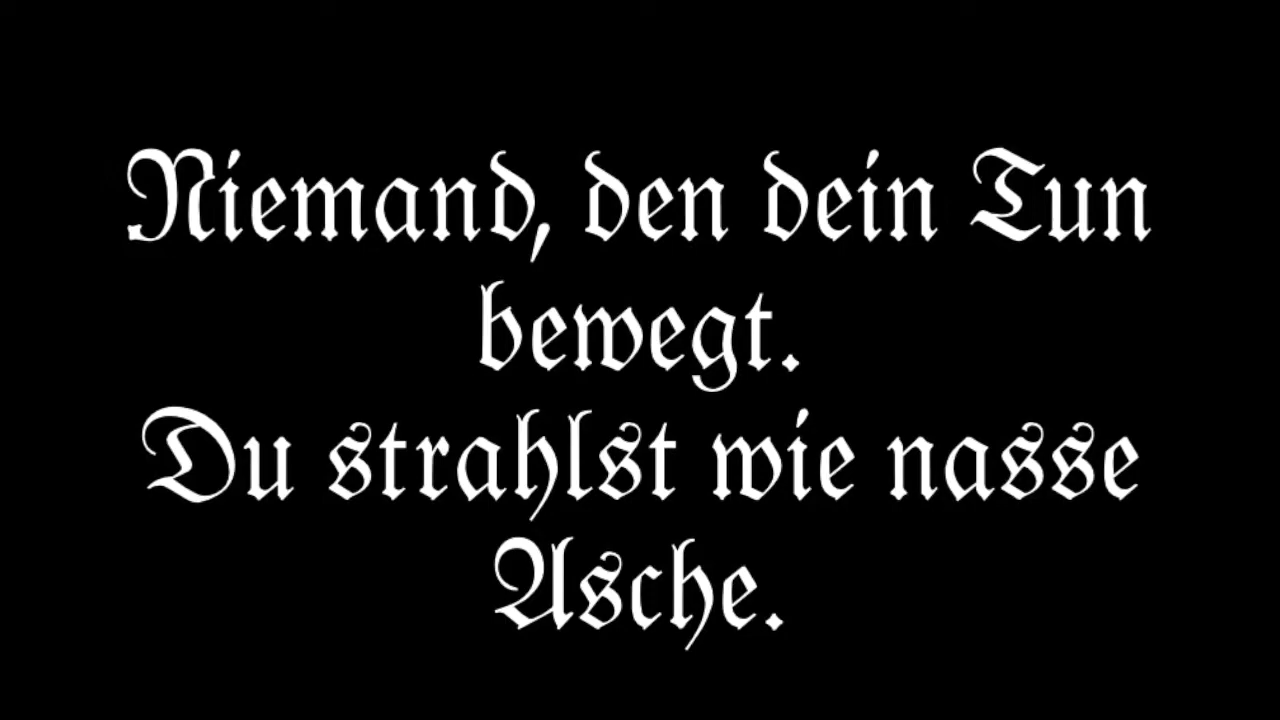 Niemand, den dein Tun
bewegt.
Du strahlst wie nasse
Asche.